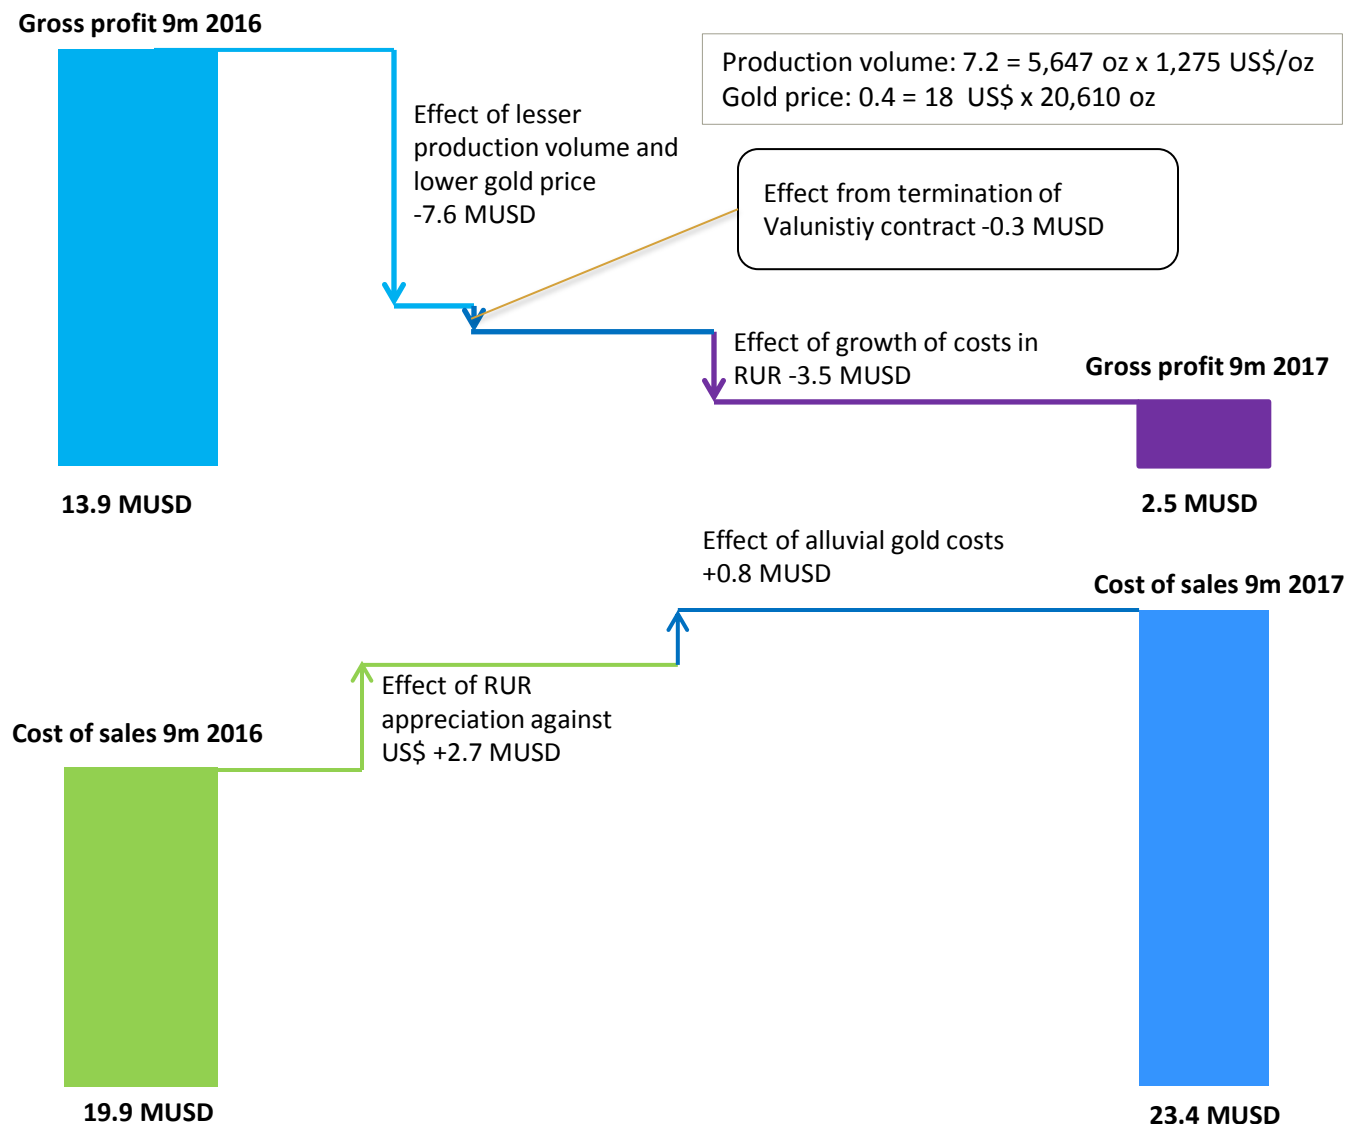 Gross profit 9m 2016
Production volume: 7.2 = 5,647 oz x 1,275 US$/oz
Gold price: 0.4 = 18  US$ x 20,610 oz
Effect of lesser
production volume and
lower gold price
-7.6 MUSD
Effect from termination of
Valunistiy contract -0.3 MUSD
Effect of growth of costs in
RUR -3.5 MUSD
Gross profit 9m 2017
13.9 MUSD
2.5 MUSD
Effect of alluvial gold costs
+0.8 MUSD
Cost of sales 9m 2017
Effect of RUR
appreciation against
US$ +2.7 MUSD
Cost of sales 9m 2016
19.9 MUSD
23.4 MUSD